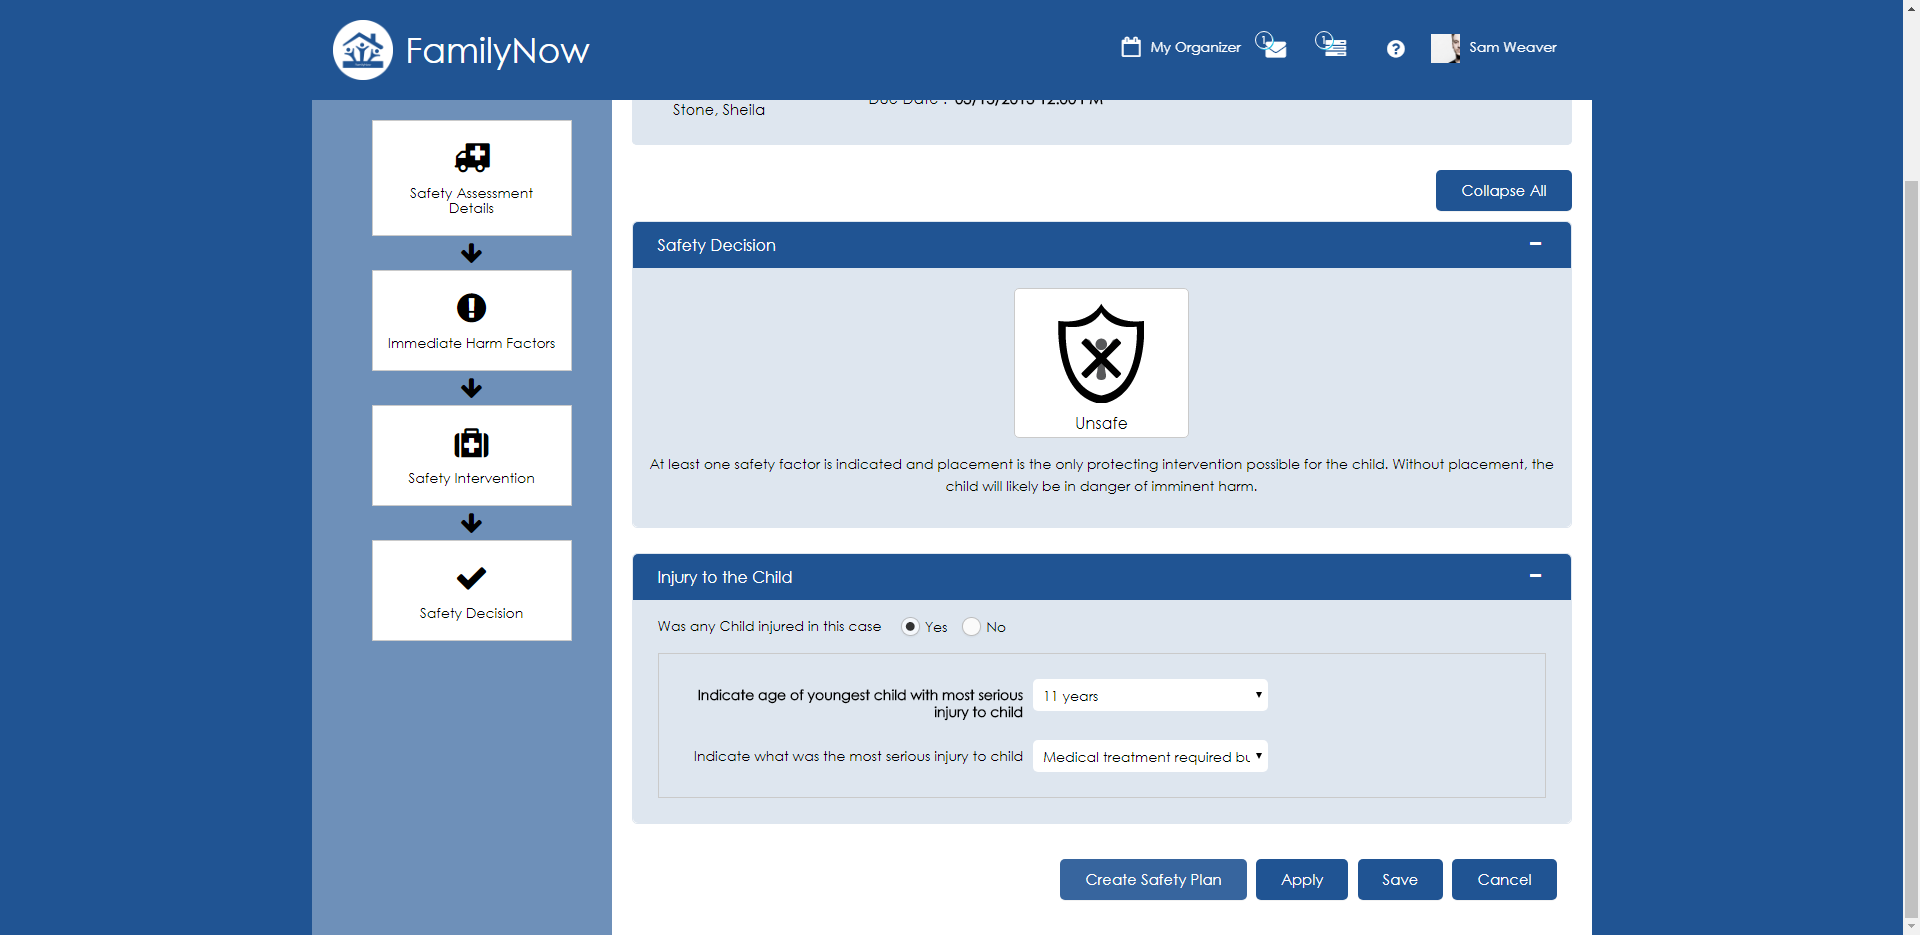 FamilyNow
My Organizer
1
1
Sam Weaver
Stone, Sheila
Safety Assessment
Details
Immediate Harm Factors
Safety Intervention
Safety Decision
Collapse All
Safety Decision
Unsafe
At least one safety factor is indicated and placement is the only protecting intervention possible for the child. Without placement, the
child will likely be in danger of imminent harm.
Injury to the Child
Was any Child injured in this case Yes No
Indicate age of youngest child with most serious
injury to child
11 years
Indicate what was the most serious injury to child
Medical treatment required bu
Create Safety Plan
Apply
Save
Cancel